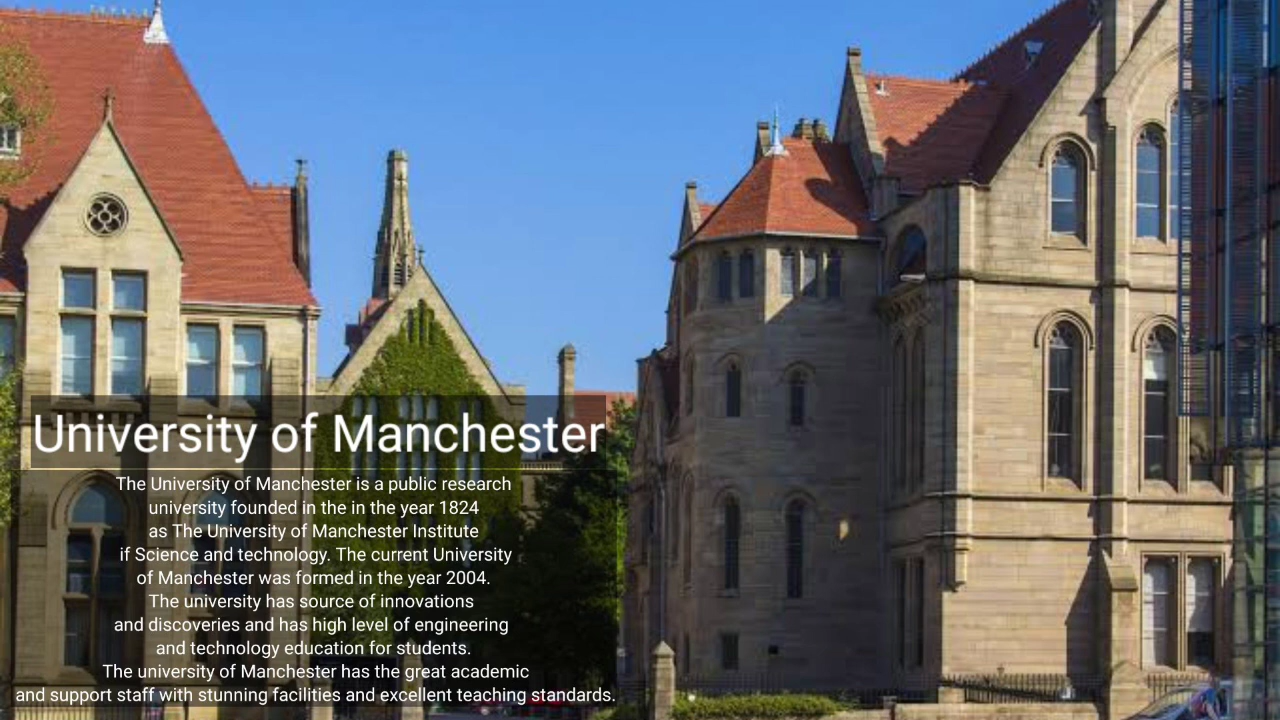 University of Manchester
The University of Manchester is a public research
university founded in the in the year 1824
as The University of Manchester Institute
if Science and technology. The current University
of Manchester was formed in the year 2004.
The university has source of innovations
and discoveries and has high level of engineering
and technology education for students.
The university of Manchester has the great academic
and support staff with stunning facilities and excellent teaching standards.